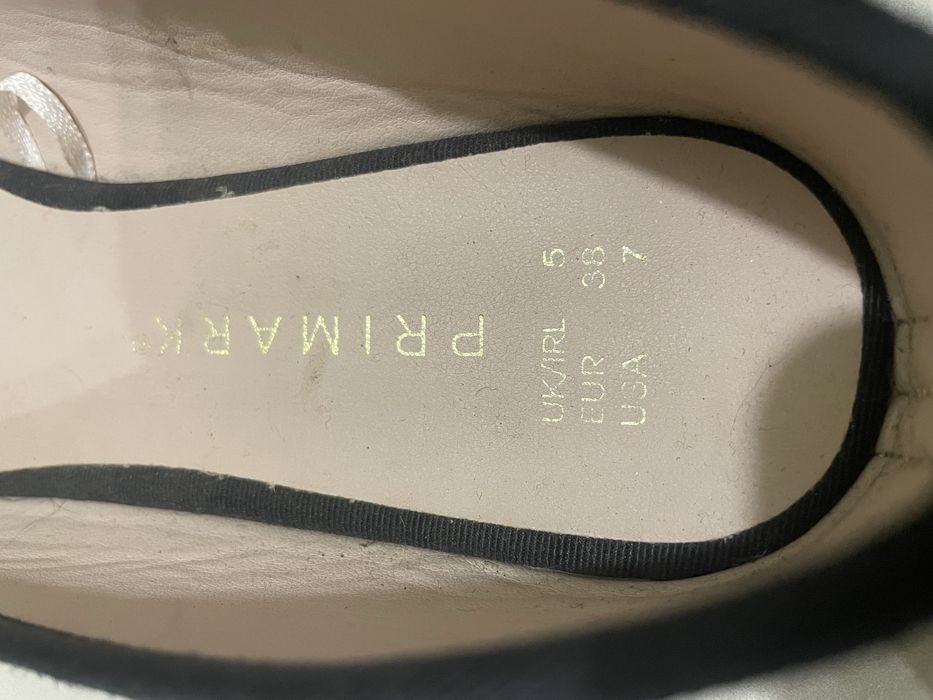 PRIMARK
UK/IRL 5
EUR 38
USA 7